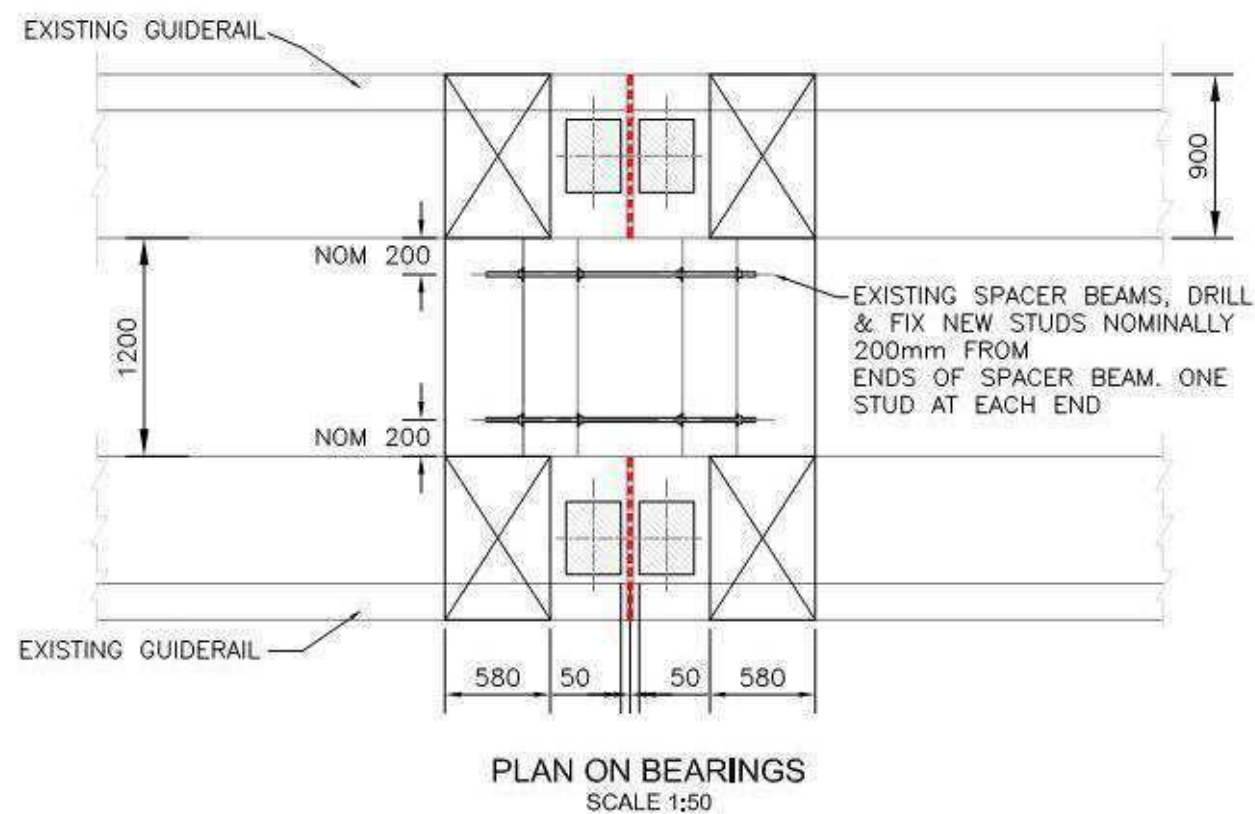 EXISTING GUIDERAIL
900
NOM 200
1200
EXISTING SPACER BEAMS, DRILL
& FIX NEW STUDS NOMINALLY
200mm FROM
ENDS OF SPACER BEAM. ONE
STUD AT EACH END
NOM 200
EXISTING GUIDERAIL
580 50 50 580
PLAN ON BEARINGS
SCALE 1:50